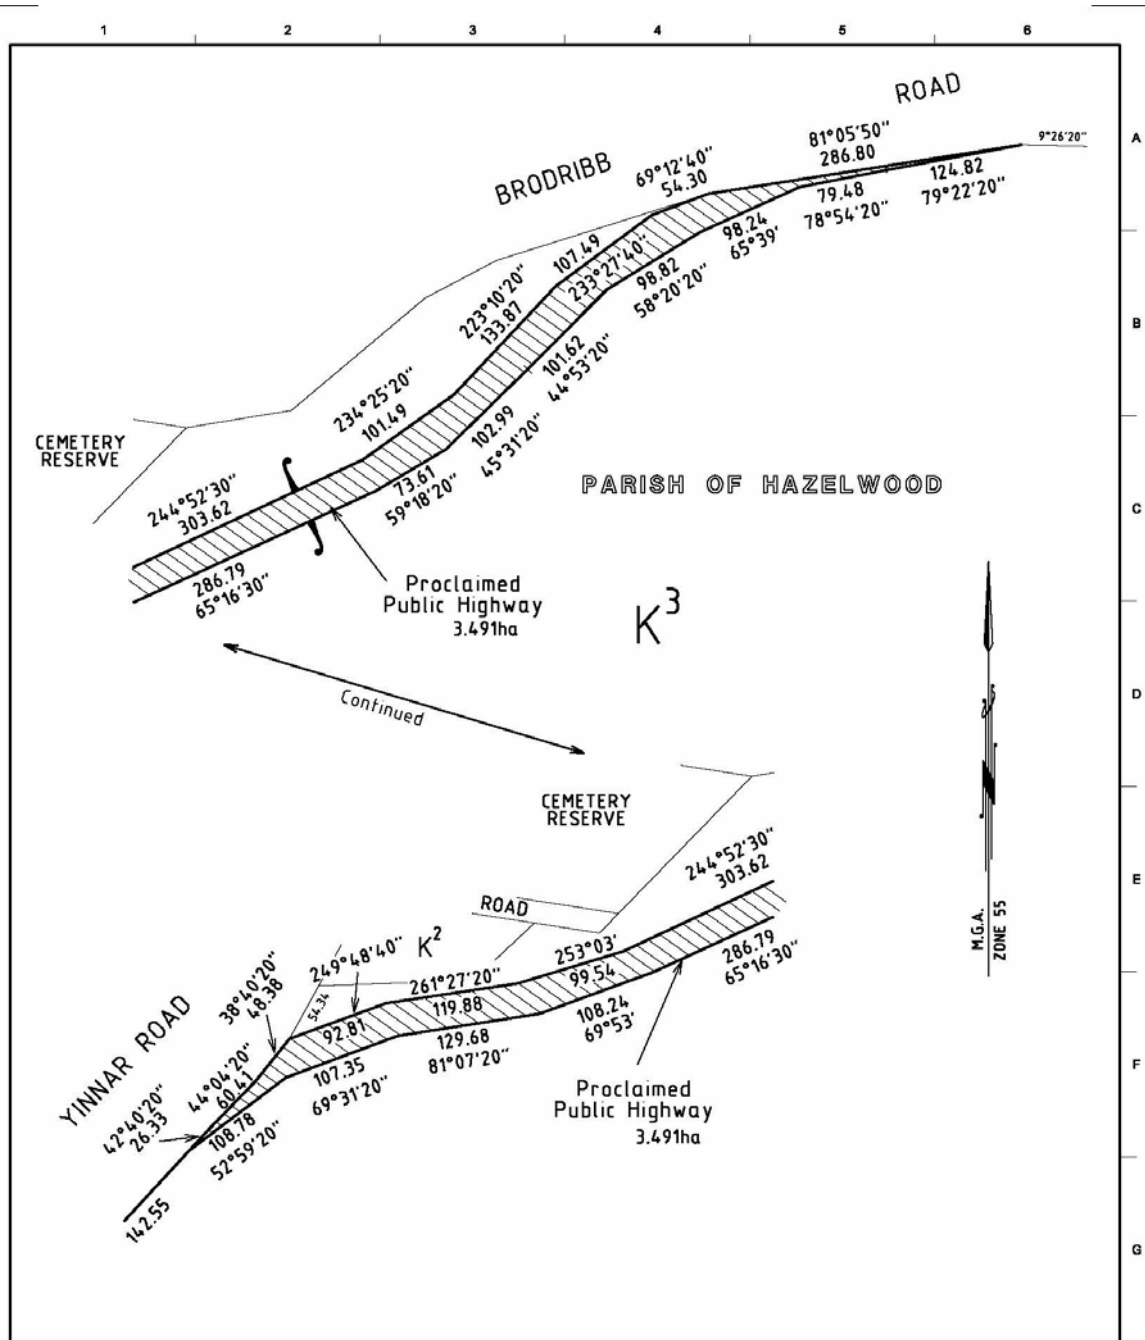 1 2 3 4 5 6
ROAD
A
9°26'20"
81°05'50"
286.80
BRODRIBB
69°12'40"
54.30
124.82
79°22'20"
79.48
78°54'20"
98.24
65°39'
107.49
233°27'40"
98.82
58°20'20"
223°10'20"
133.87
B
101.62
44°53'20"
234°25'20"
101.49
102.99
45°31'20"
CEMETERY
RESERVE
73.61
59°18'20"
PARISH OF HAZELWOOD
C
244°52'30"
303.62
286.79
65°16'30"
Proclaimed
Public Highway
3.491ha
K3
D
Continued
N
M.G.A.
ZONE 55
CEMETERY
RESERVE
244°52'30"
303.62
E
ROAD
K2
249°48'40"
253°03'
99.54
286.79
65°16'30"
261°27'20"
119.88
38°40'20"
48.38
54.34
92.81
108.24
69°53'
129.68
81°07'20"
YINNAR ROAD
44°04'20"
60.41
107.35
69°31'20"
F
Proclaimed
Public Highway
3.491ha
42°40'20"
26.33
108.78
52°59'20"
142.55
G